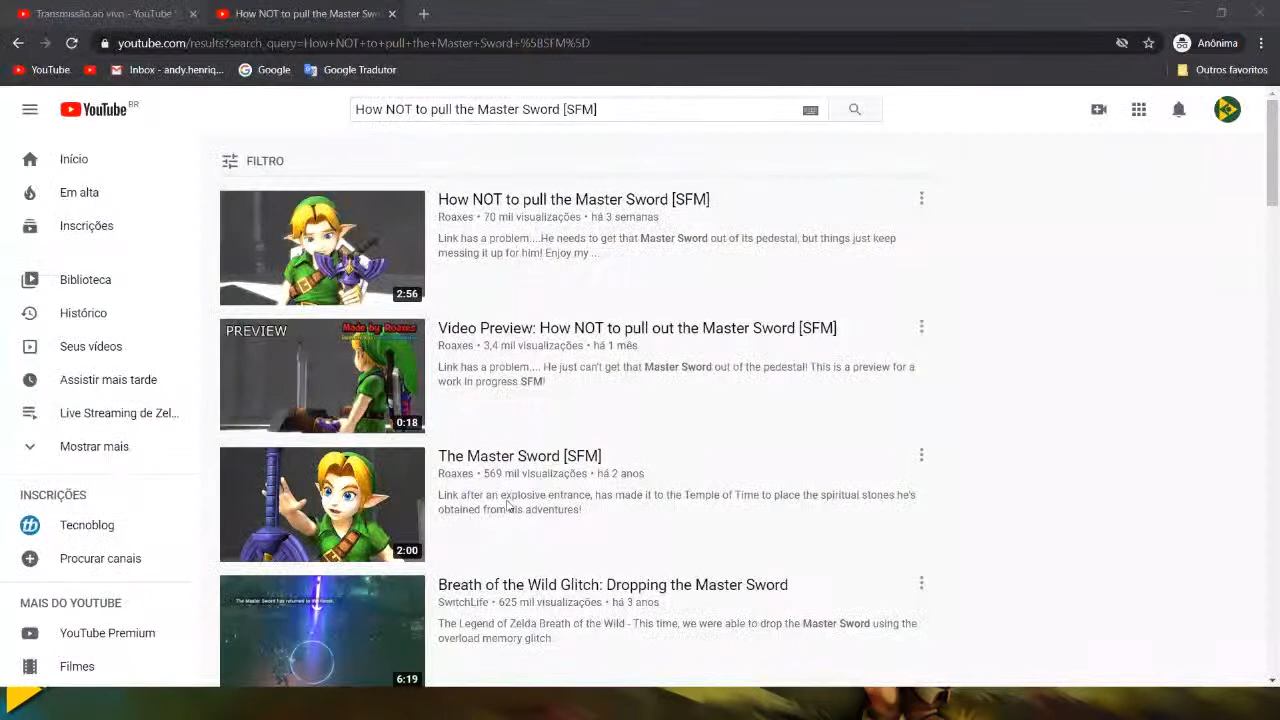 Transmissão ao vivo - YouTube
How NOT to pull the Master Swo
youtube.com/results?search_query=How+NOT+to+pull+the+Master+Sword+%5BSFM%5D
Anônima
YouTube
Inbox - andy.henriq...
Google
Google Tradutor
Outros favoritos
YouTube BR
How NOT to pull the Master Sword [SFM]
Início
Em alta
Inscrições
Biblioteca
Histórico
Seus vídeos
Assistir mais tarde
Live Streaming de Zel...
Mostrar mais
INSCRIÇÕES
Tecnoblog
Procurar canais
MAIS DO YOUTUBE
YouTube Premium
Filmes
FILTRO
How NOT to pull the Master Sword [SFM]
Roaxes • 70 mil visualizações • há 3 semanas
Link has a problem....He needs to get that Master Sword out of its pedestal, but things just keep
messing it up for him! Enjoy my ...
2:56
PREVIEW
Made by Roaxes
Video Preview: How NOT to pull out the Master Sword [SFM]
Roaxes • 3,4 mil visualizações • há 1 mês
Link has a problem.... He just can't get that Master Sword out of the pedestal! This is a preview for a
work in progress SFM!
0:18
The Master Sword [SFM]
Roaxes • 569 mil visualizações • há 2 anos
Link after an explosive entrance, has made it to the Temple of Time to place the spiritual stones he's
obtained from his adventures!
2:00
The Master Sword has returned to the forest.
Breath of the Wild Glitch: Dropping the Master Sword
SwitchLife • 625 mil visualizações • há 3 anos
The Legend of Zelda Breath of the Wild - This time, we were able to drop the Master Sword using the
overload memory glitch.
6:19